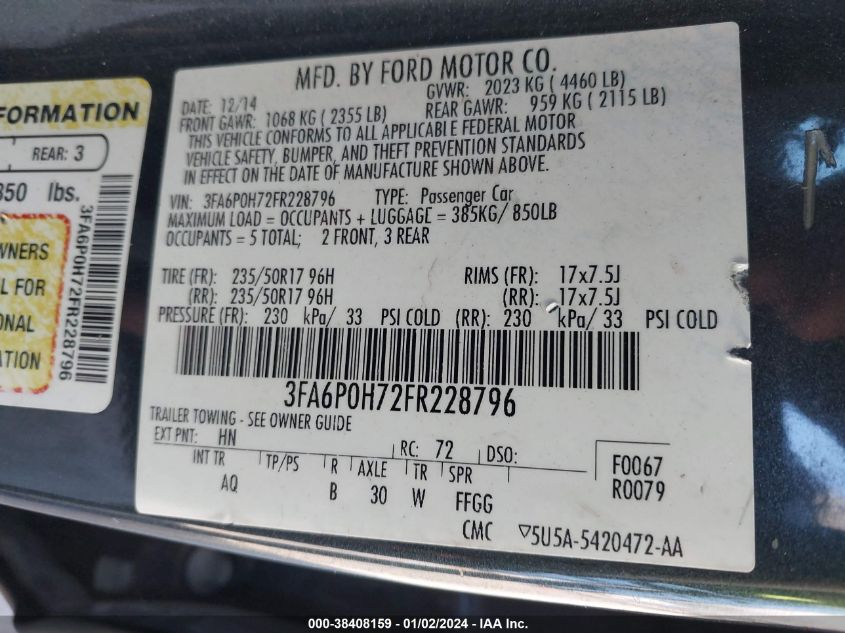 MFD. BY FORD MOTOR CO.
DATE: 12/14
GVWR: 2023 KG ( 4460 LB)
FRONT GAWR: 1068 KG ( 2355 LB)
REAR GAWR: 959 KG ( 2115 LB)
THIS VEHICLE CONFORMS TO ALL APPLICABLE FEDERAL MOTOR
VEHICLE SAFETY, BUMPER, AND THEFT PREVENTION STANDARDS
IN EFFECT ON THE DATE OF MANUFACTURE SHOWN ABOVE.
VIN: 3FA6P0H72FR228796 TYPE: Passenger Car
MAXIMUM LOAD = OCCUPANTS + LUGGAGE = 385KG/ 850LB
OCCUPANTS = 5 TOTAL; 2 FRONT, 3 REAR
TIRE (FR): 235/50R17 96H RIMS (FR): 17x7.5J
(RR): 235/50R17 96H (RR): 17x7.5J
PRESSURE (FR): 230 kPa/ 33 PSI COLD (RR): 230 kPa/ 33 PSI COLD
3FA6P0H72FR228796
TRAILER TOWING - SEE OWNER GUIDE
EXT PNT: HN RC: 72 DSO:
INT TR TP/PS R AXLE TR SPR
AQ B 30 W FFGG
F0067
R0079
CMC ▽5U5A-5420472-AA
FORMATION
REAR: 3
850 lbs.
WNERS
L FOR
ONAL
ATION
3FA6P0H72FR228796
000-38408159 - 01/02/2024 - IAA Inc.